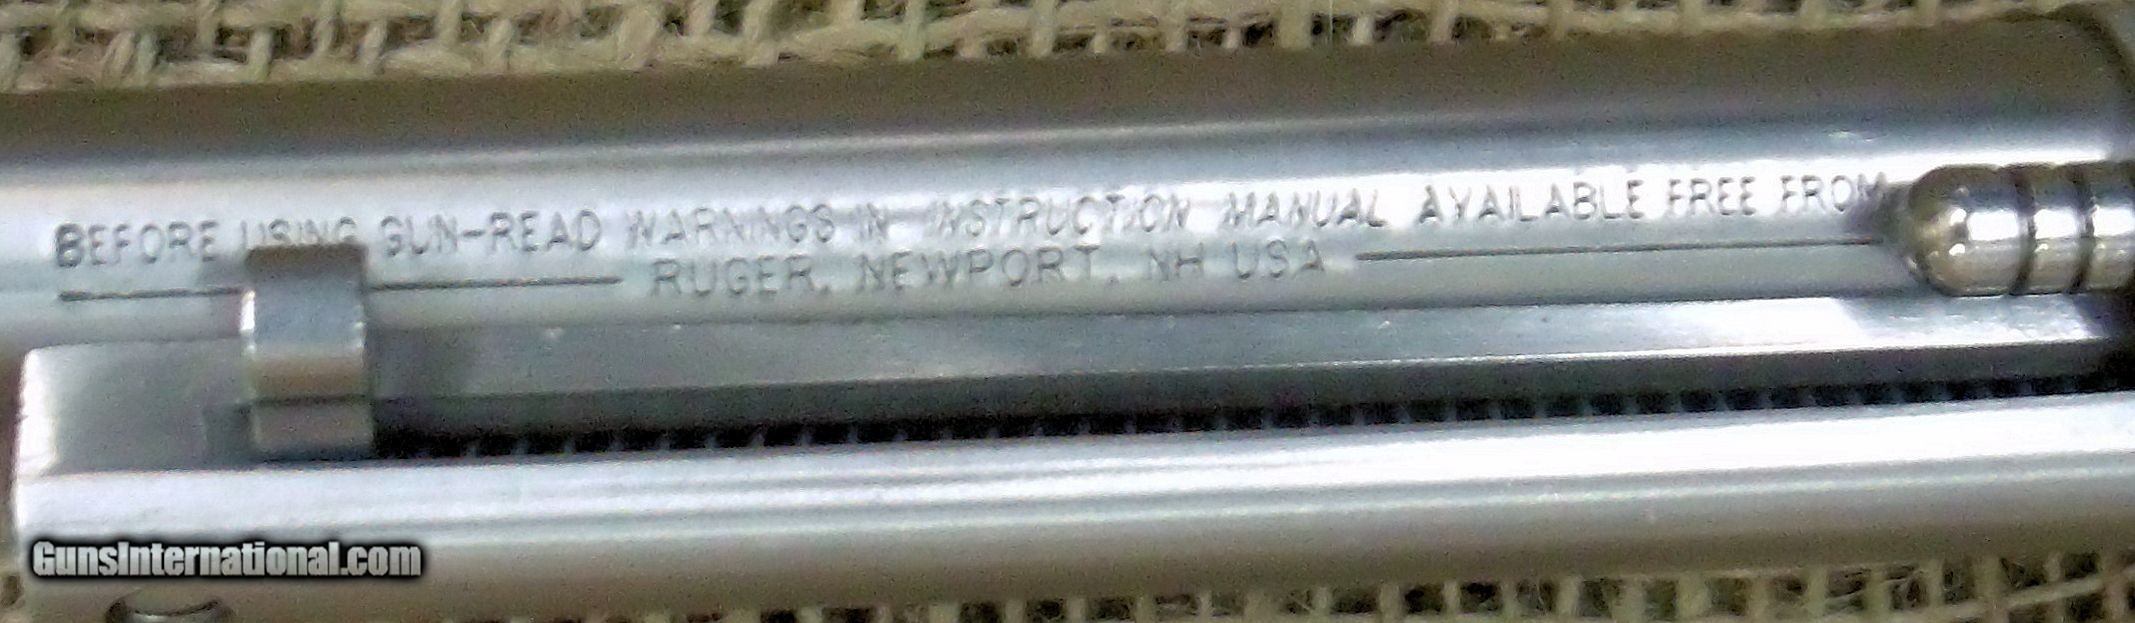 BEFORE USING GUN-READ WARNINGS IN INSTRUCTION MANUAL AVAILABLE FREE FROM
RUGER, NEWPORT, NH USA
GunsInternational.com